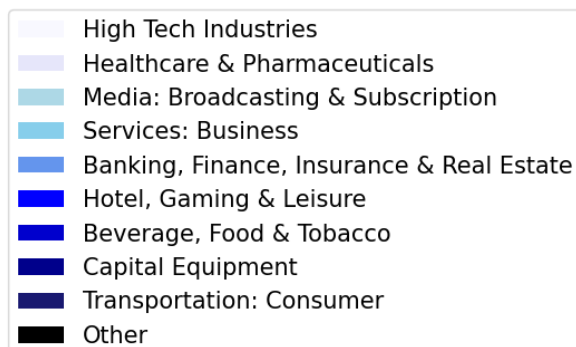 High Tech Industries
Healthcare & Pharmaceuticals
Media: Broadcasting & Subscription
Services: Business
Banking, Finance, Insurance & Real Estate
Hotel, Gaming & Leisure
Beverage, Food & Tobacco
Capital Equipment
Transportation: Consumer
Other